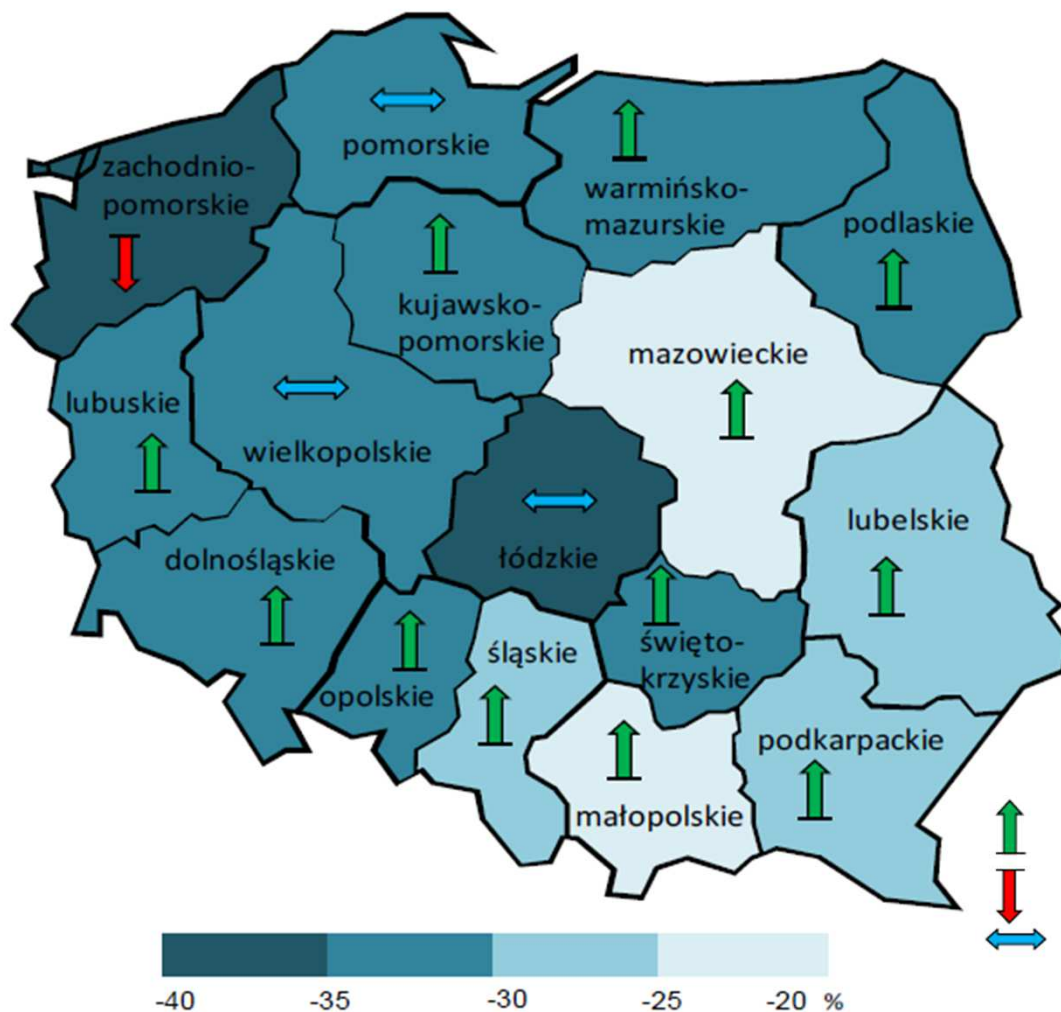 pomorskie
zachodnio-
pomorskie
warmińsko-
mazurskie
podlaskie
kujawsko-
pomorskie
mazowieckie
lubuskie
wielkopolskie
lubelskie
dolnośląskie
łódzkie
śląskie
święto-
krzyskie
opolskie
podkarpackie
małopolskie
-40 -35 -30 -25 -20 %